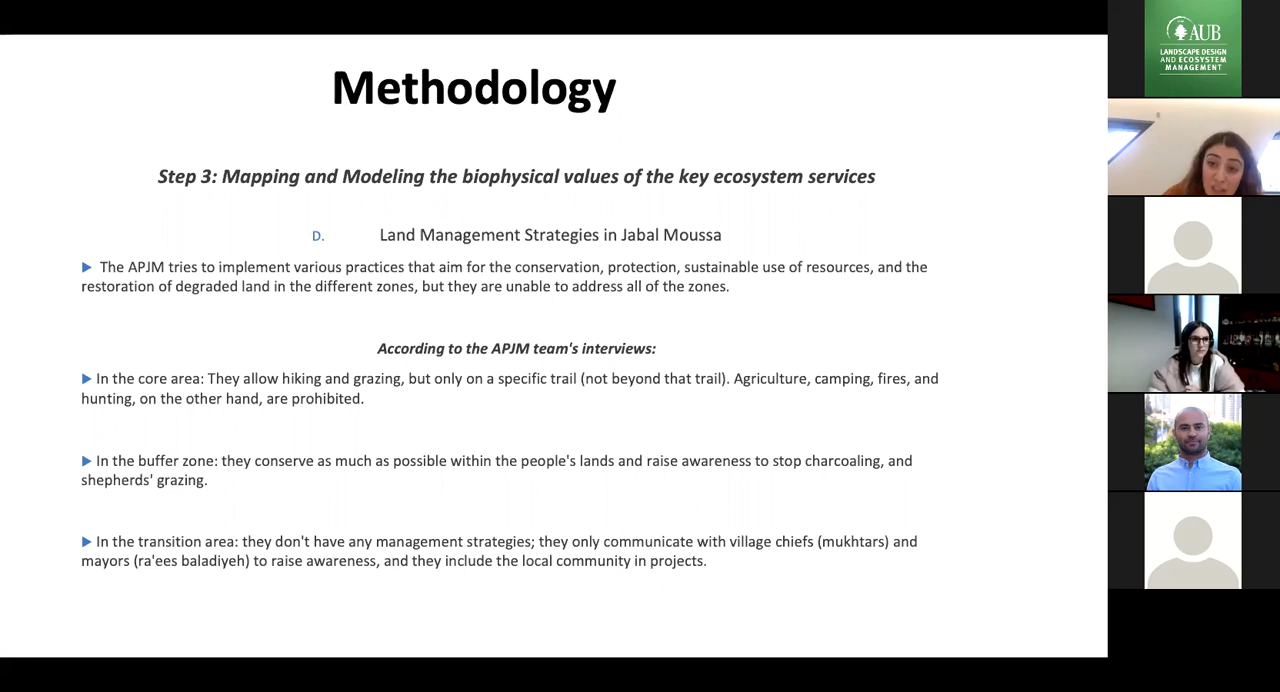 Methodology
Step 3: Mapping and Modeling the biophysical values of the key ecosystem services
D. Land Management Strategies in Jabal Moussa
The APJM tries to implement various practices that aim for the conservation, protection, sustainable use of resources, and the
restoration of degraded land in the different zones, but they are unable to address all of the zones.
According to the APJM team's interviews:
In the core area: They allow hiking and grazing, but only on a specific trail (not beyond that trail). Agriculture, camping, fires, and
hunting, on the other hand, are prohibited.
In the buffer zone: they conserve as much as possible within the people's lands and raise awareness to stop charcoaling, and
shepherds' grazing.
In the transition area: they don't have any management strategies; they only communicate with village chiefs (mukhtars) and
mayors (ra'ees baladiyeh) to raise awareness, and they include the local community in projects.
AUB
LANDSCAPE DESIGN
AND ECOSYSTEM
MANAGEMENT